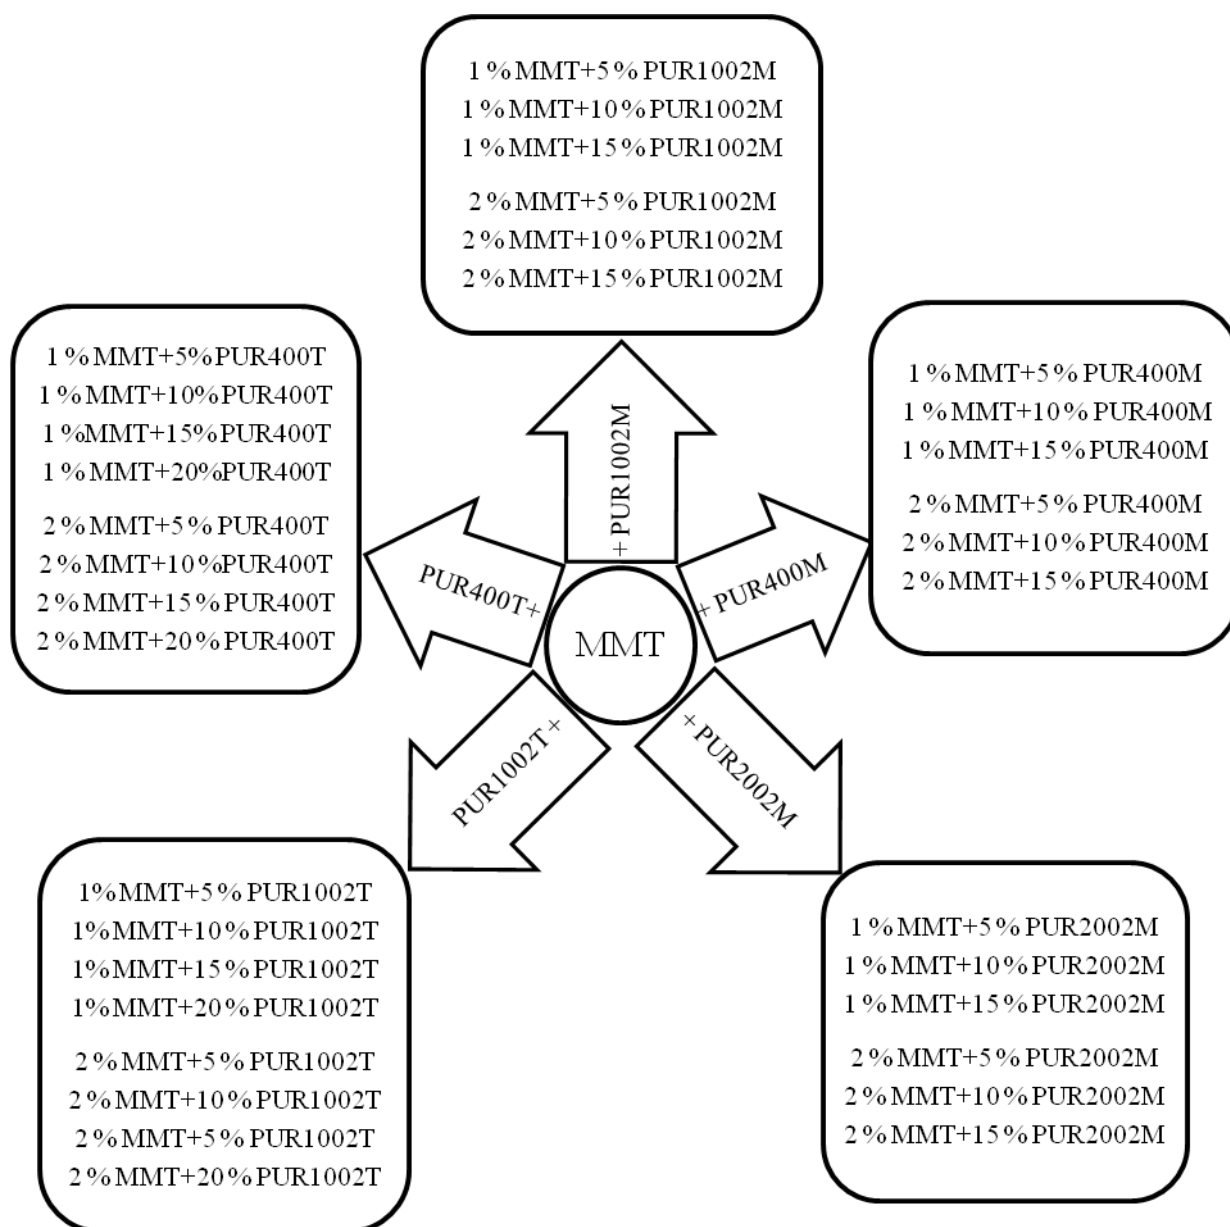 1%MMT+5%PUR1002M
1%MMT+10%PUR1002M
1%MMT+15%PUR1002M
2%MMT+5%PUR1002M
2%MMT+10%PUR1002M
2%MMT+15%PUR1002M
1%MMT+5%PUR400T
1%MMT+10%PUR400T
1%MMT+15%PUR400T
1%MMT+20%PUR400T
2%MMT+5%PUR400T
2%MMT+10%PUR400T
2%MMT+15%PUR400T
2%MMT+20%PUR400T
1%MMT+5%PUR400M
1%MMT+10%PUR400M
1%MMT+15%PUR400M
2%MMT+5%PUR400M
2%MMT+10%PUR400M
2%MMT+15%PUR400M
+ PUR1002M
PUR400T+
+ PUR400M
MMT
PUR1002T +
+ PUR2002M
1%MMT+5%PUR1002T
1%MMT+10%PUR1002T
1%MMT+15%PUR1002T
1%MMT+20%PUR1002T
2%MMT+5%PUR1002T
2%MMT+10%PUR1002T
2%MMT+5%PUR1002T
2%MMT+20%PUR1002T
1%MMT+5%PUR2002M
1%MMT+10%PUR2002M
1%MMT+15%PUR2002M
2%MMT+5%PUR2002M
2%MMT+10%PUR2002M
2%MMT+15%PUR2002M